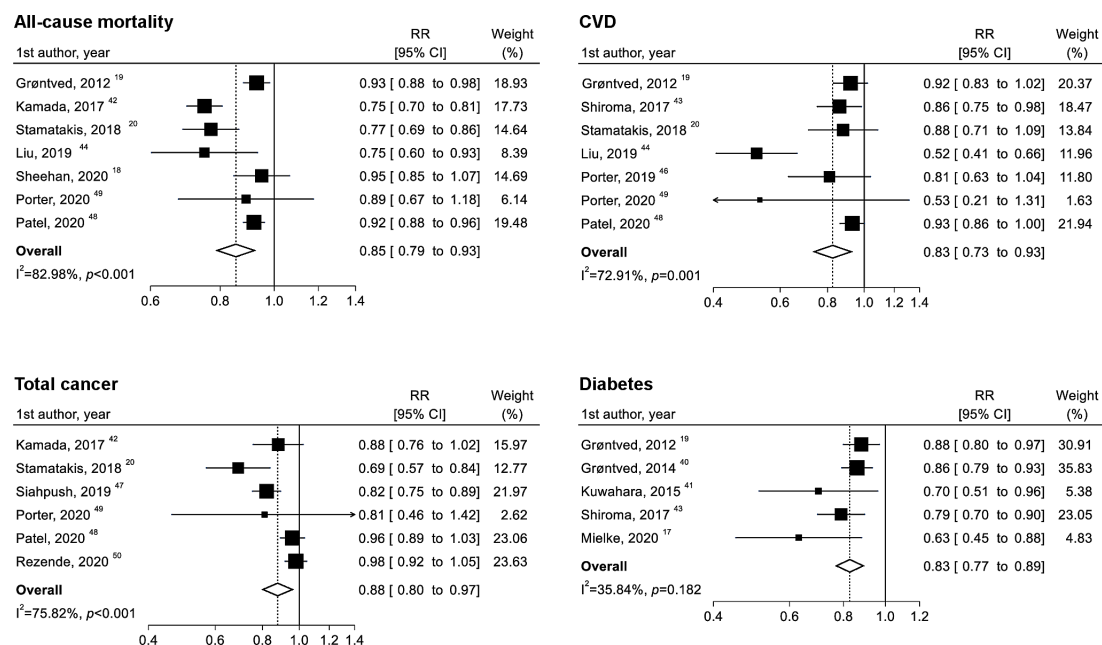 All-cause mortality
RR Weight
1st author, year [95% CI] (%)
Grøntved, 2012 19 0.93 [ 0.88 to 0.98] 18.93
Kamada, 2017 42 0.75 [ 0.70 to 0.81] 17.73
Stamatakis, 2018 20 0.77 [ 0.69 to 0.86] 14.64
Liu, 2019 44 0.75 [ 0.60 to 0.93] 8.39
Sheehan, 2020 18 0.95 [ 0.85 to 1.07] 14.69
Porter, 2020 49 0.89 [ 0.67 to 1.18] 6.14
Patel, 2020 48 0.92 [ 0.88 to 0.96] 19.48
Overall 0.85 [ 0.79 to 0.93]
I2=82.98%, p<0.001
0.6 0.8 1.0 1.2 1.4
CVD
RR Weight
1st author, year [95% CI] (%)
Grøntved, 2012 19 0.92 [ 0.83 to 1.02] 20.37
Shiroma, 2017 43 0.86 [ 0.75 to 0.98] 18.47
Stamatakis, 2018 20 0.88 [ 0.71 to 1.09] 13.84
Liu, 2019 44 0.52 [ 0.41 to 0.66] 11.96
Porter, 2019 46 0.81 [ 0.63 to 1.04] 11.80
Porter, 2020 49 0.53 [ 0.21 to 1.31] 1.63
Patel, 2020 48 0.93 [ 0.86 to 1.00] 21.94
Overall 0.83 [ 0.73 to 0.93]
I2=72.91%, p=0.001
0.4 0.6 0.8 1.0 1.2 1.4
Total cancer
RR Weight
1st author, year [95% CI] (%)
Kamada, 2017 42 0.88 [ 0.76 to 1.02] 15.97
Stamatakis, 2018 20 0.69 [ 0.57 to 0.84] 12.77
Siahpush, 2019 47 0.82 [ 0.75 to 0.89] 21.97
Porter, 2020 49 0.81 [ 0.46 to 1.42] 2.62
Patel, 2020 48 0.96 [ 0.89 to 1.03] 23.06
Rezende, 2020 50 0.98 [ 0.92 to 1.05] 23.63
Overall 0.88 [ 0.80 to 0.97]
I2=75.82%, p<0.001
0.4 0.6 0.8 1.0 1.2 1.4
Diabetes
RR Weight
1st author, year [95% CI] (%)
Grøntved, 2012 19 0.88 [ 0.80 to 0.97] 30.91
Grøntved, 2014 40 0.86 [ 0.79 to 0.93] 35.83
Kuwahara, 2015 41 0.70 [ 0.51 to 0.96] 5.38
Shiroma, 2017 43 0.79 [ 0.70 to 0.90] 23.05
Mielke, 2020 17 0.63 [ 0.45 to 0.88] 4.83
Overall 0.83 [ 0.77 to 0.89]
I2=35.84%, p=0.182
0.4 0.6 0.8 1.0 1.2